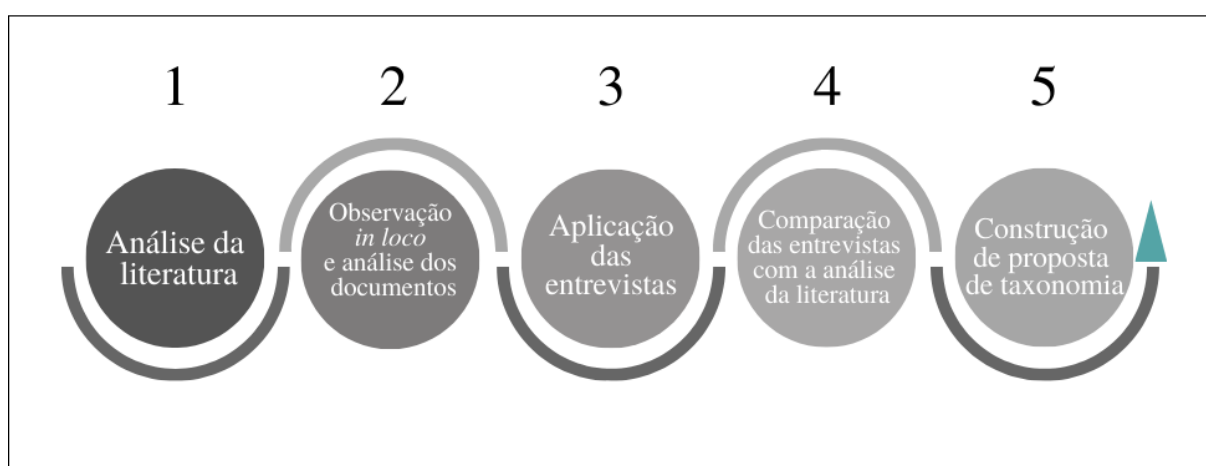 1
2
3
4
5
Análise da
literatura
Observação
in loco
e análise dos
documentos
Aplicação
das
entrevistas
Comparação
das entrevistas
com a análise
da literatura
Construção
de proposta
de taxonomia